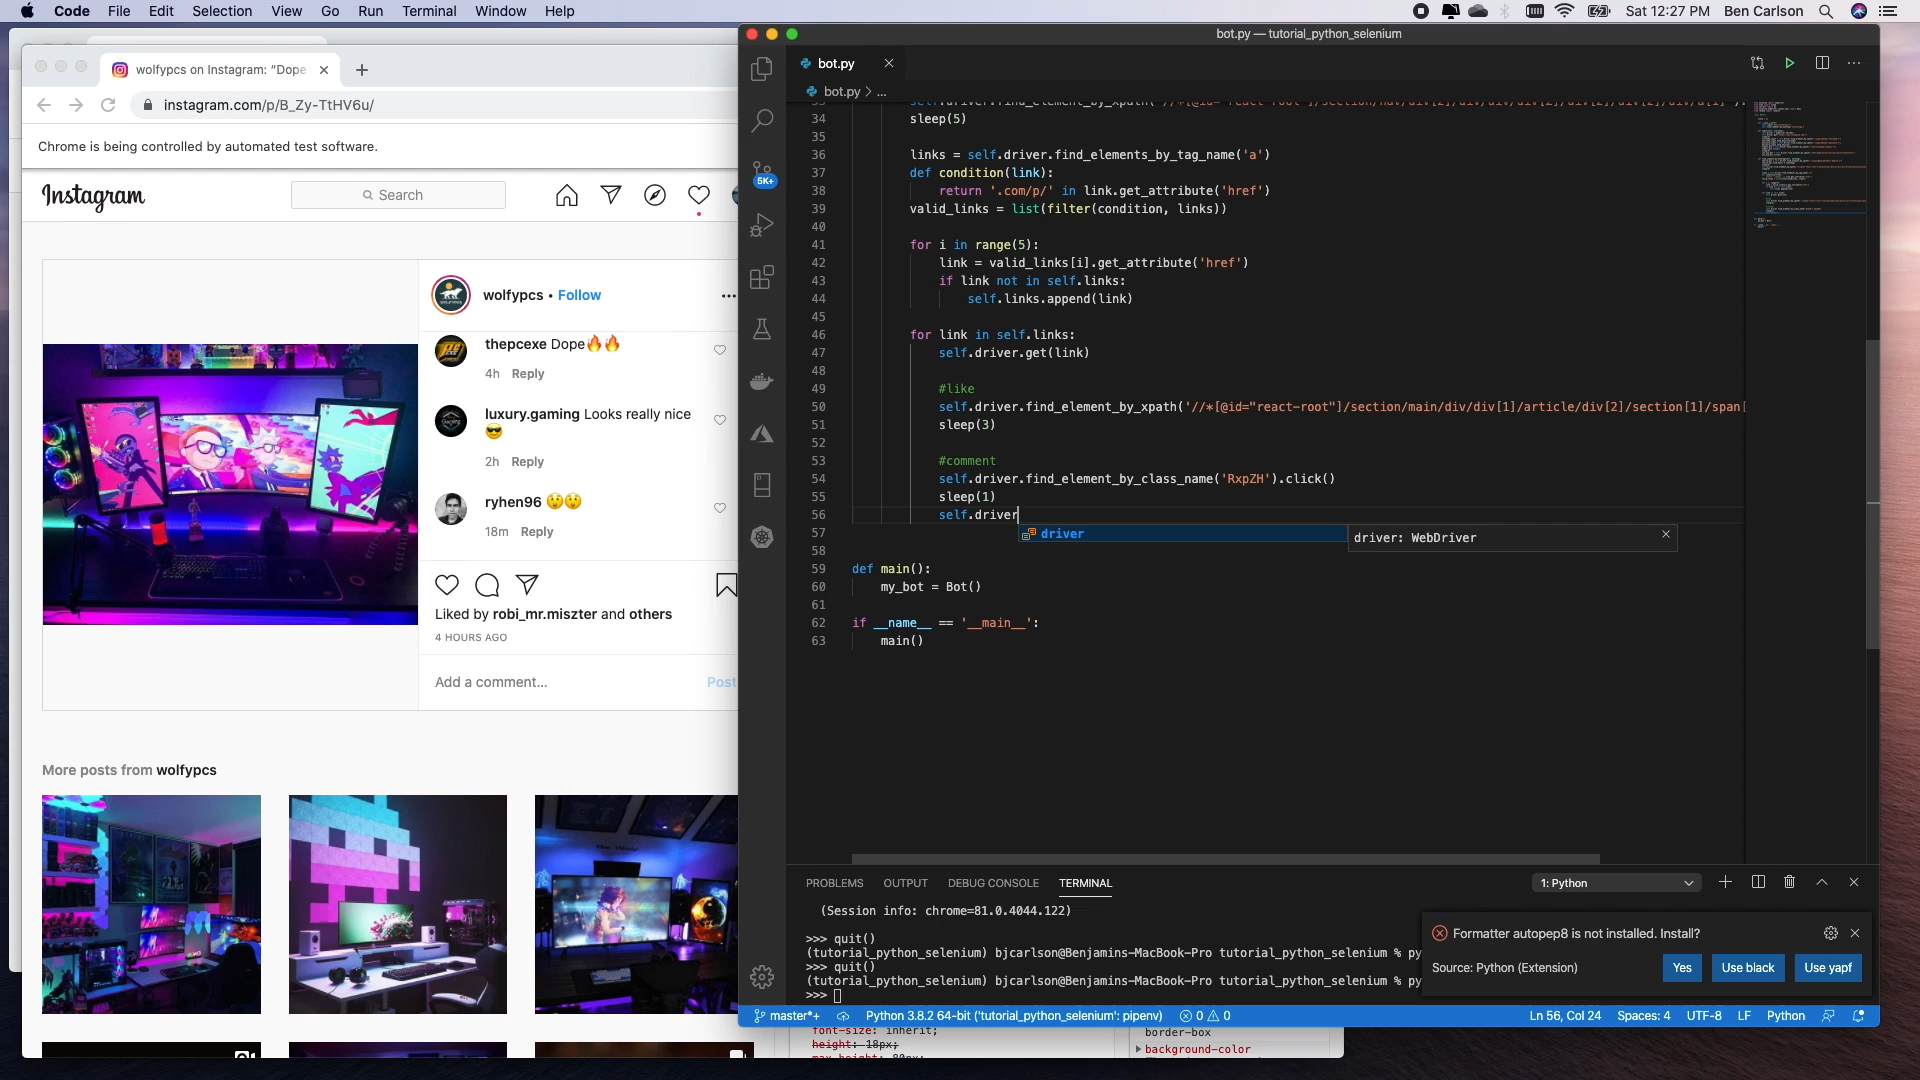 Code File Edit Selection View Go Run Terminal Window Help
Sat 12:27 PM Ben Carlson
wolfypcs on Instagram: “Dope
instagram.com/p/B_Zy-TtHV6u/
Chrome is being controlled by automated test software.
Instagram
Search
wolfypcs • Follow
thepcexe Dope🔥🔥
4h Reply
luxury.gaming Looks really nice
😎
2h Reply
ryhen96 😲😲
18m Reply
Liked by robi_mr.miszter and others
4 HOURS AGO
Add a comment... Post
More posts from wolfypcs
bot.py — tutorial_python_selenium
bot.py
bot.py > ...
5K+
34 sleep(5)
35
36 links = self.driver.find_elements_by_tag_name('a')
37 def condition(link):
38 return '.com/p/' in link.get_attribute('href')
39 valid_links = list(filter(condition, links))
40
41 for i in range(5):
42 link = valid_links[i].get_attribute('href')
43 if link not in self.links:
44 self.links.append(link)
45
46 for link in self.links:
47 self.driver.get(link)
48
49 #like
50 self.driver.find_element_by_xpath('//*[@id="react-root"]/section/main/div/div[1]/article/div[2]/section[1]/span[
51 sleep(3)
52
53 #comment
54 self.driver.find_element_by_class_name('RxpZH').click()
55 sleep(1)
56 self.driver
driver
driver: WebDriver
57
58
59 def main():
60 my_bot = Bot()
61
62 if __name__ == '__main__':
63 main()
PROBLEMS OUTPUT DEBUG CONSOLE TERMINAL
1: Python
(Session info: chrome=81.0.4044.122)
>>> quit()
(tutorial_python_selenium) bjcarlson@Benjamins-MacBook-Pro tutorial_python_selenium % py
>>> quit()
(tutorial_python_selenium) bjcarlson@Benjamins-MacBook-Pro tutorial_python_selenium % py
>>>
Formatter autopep8 is not installed. Install?
Source: Python (Extension)
Yes Use black Use yapf
master*+ Python 3.8.2 64-bit ('tutorial_python_selenium': pipenv) 0 0
Ln 56, Col 24 Spaces: 4 UTF-8 LF Python
font-size: inherit;
height: 18px;
max-height: 80px;
border-box
background-color